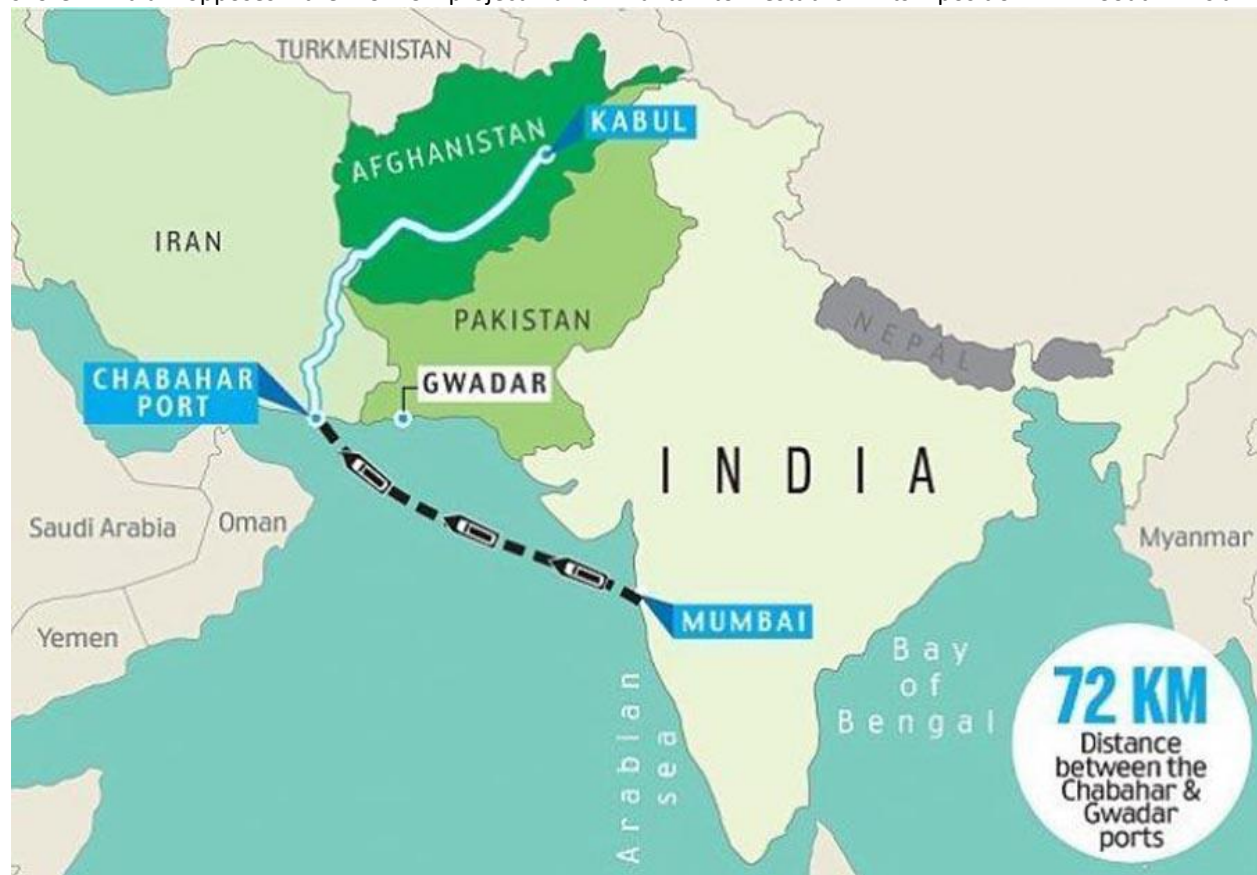 TURKMENISTAN
KABUL
AFGHANISTAN
IRAN
PAKISTAN
NEPAL
CHABAHAR
PORT
GWADAR
INDIA
Saudi Arabia
Oman
Myanmar
Yemen
MUMBAI
Bay
of
Bengal
Arabian
sea
72 KM
Distance
between the
Chabahar &
Gwadar
ports